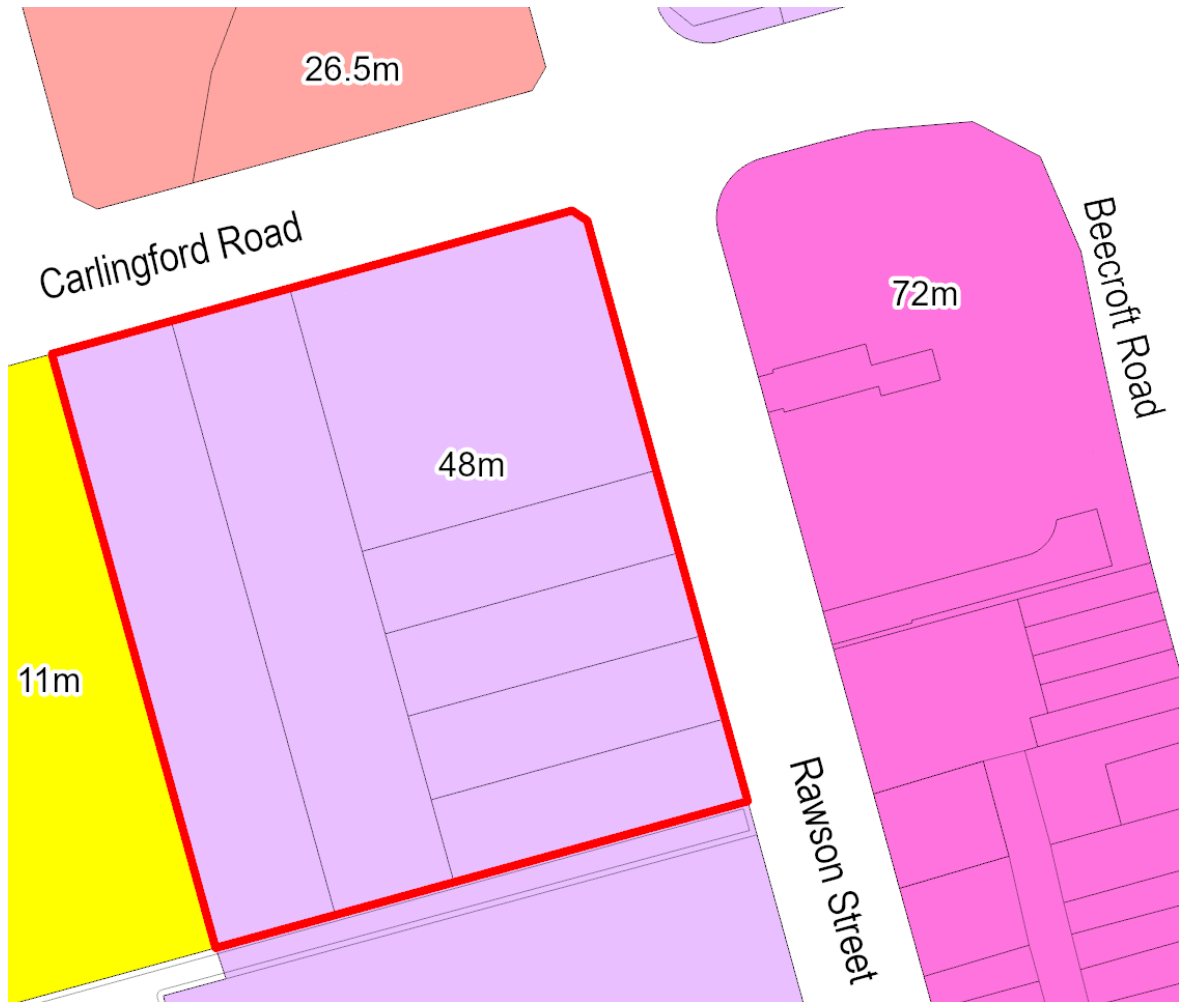 26.5m
Carlingford Road
Beecroft Road
72m
48m
11m
Rawson Street